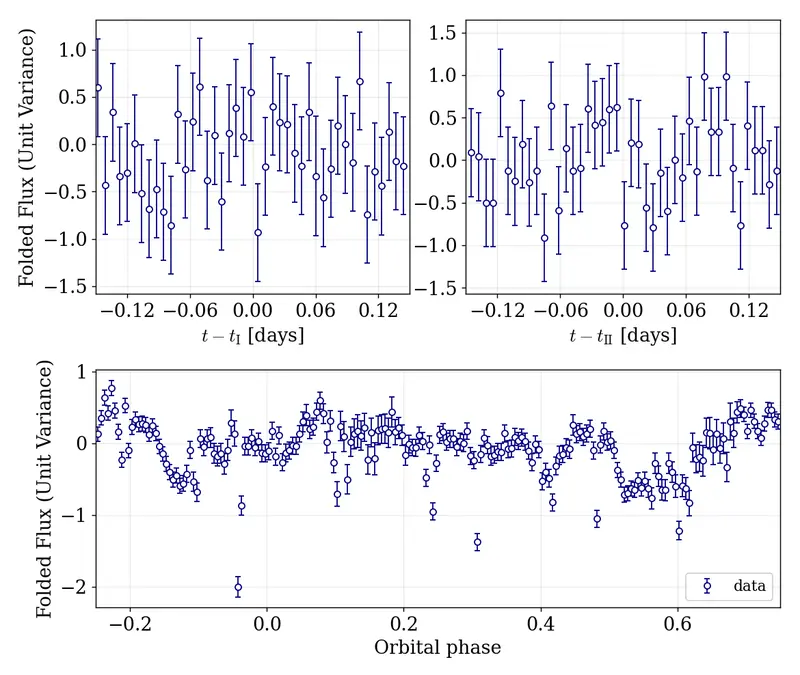 Folded Flux (Unit Variance)
1.0
0.5
0.0
−0.5
−1.0
−1.5
−0.12 −0.06 0.00 0.06 0.12
t − tI [days]
1.5
1.0
0.5
0.0
−0.5
−1.0
−1.5
−0.12 −0.06 0.00 0.06 0.12
t − tII [days]
Folded Flux (Unit Variance)
1
0
−1
−2
−0.2 0.0 0.2 0.4 0.6
Orbital phase
data